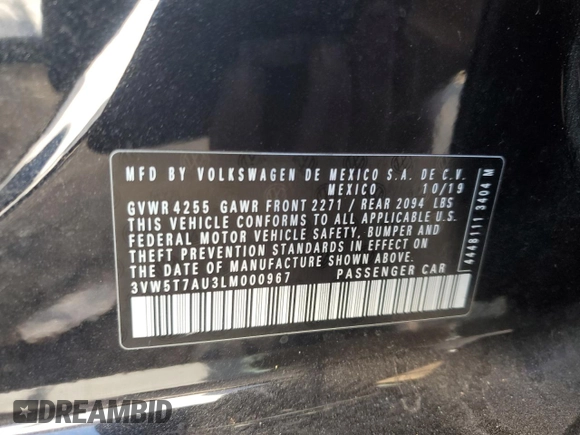 MFD BY VOLKSWAGEN DE MEXICO S.A. DE C.V.
MEXICO 10/19
GVWR 4255 GAWR FRONT 2271 / REAR 2094 LBS
THIS VEHICLE CONFORMS TO ALL APPLICABLE U.S.
FEDERAL MOTOR VEHICLE SAFETY, BUMPER AND
THEFT PREVENTION STANDARDS IN EFFECT ON
THE DATE OF MANUFACTURE SHOWN ABOVE.
3VW5T7AU3LM000967 PASSENGER CAR
4448111 3404 M
DREAMBID